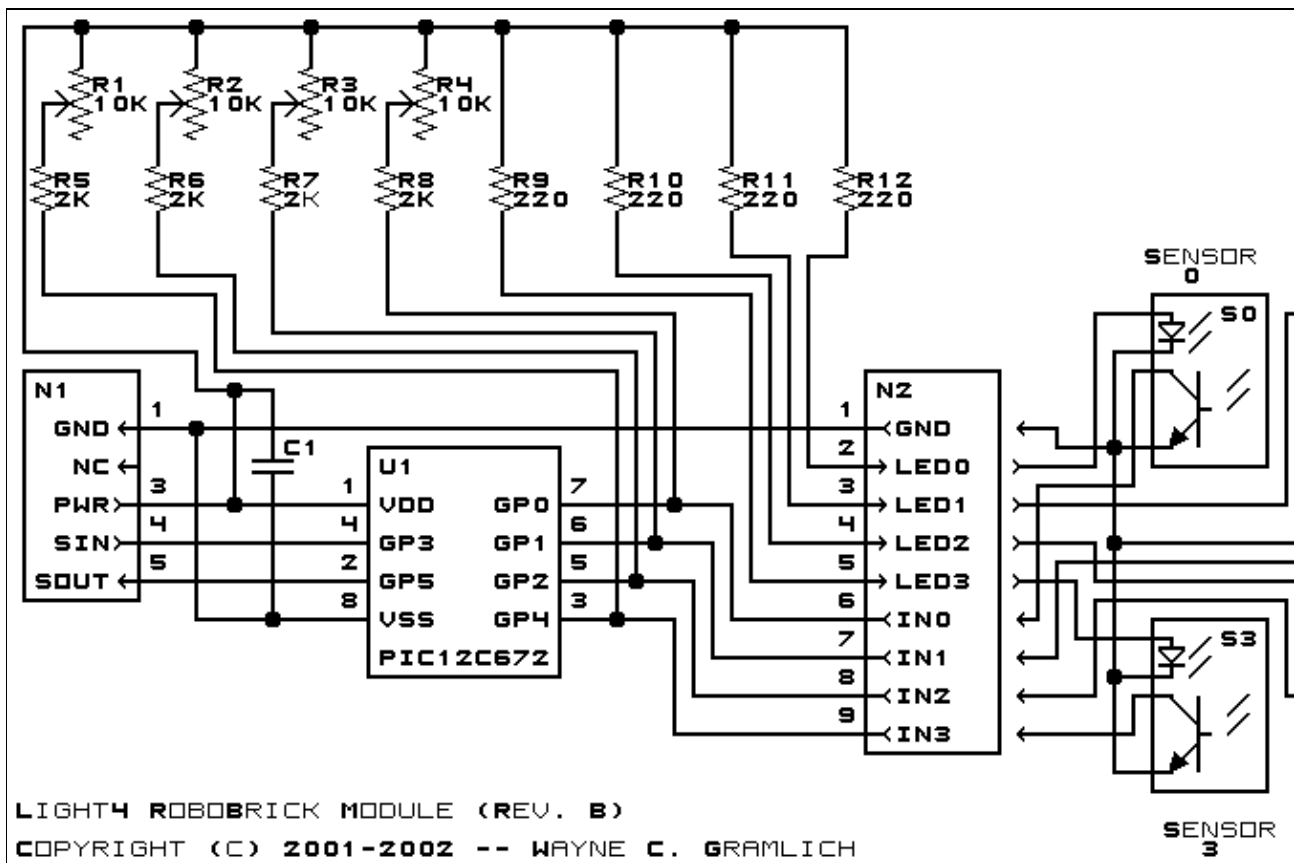 R1 10K
R2 10K
R3 10K
R4 10K
R5 2K
R6 2K
R7 2K
R8 2K
R9 220
R10 220
R11 220
R12 220
SENSOR 0
S0
N1
1 GND
NC
3 PWR
4 SIN
5 SOUT
C1
U1
1 VDD
4 GP3
2 GP5
8 VSS
GP0 7
GP1 6
GP2 5
GP4 3
PIC12C672
N2
1 GND
2 LED0
3 LED1
4 LED2
5 LED3
6 IN0
7 IN1
8 IN2
9 IN3
S3
SENSOR 3
LIGHT4 ROBOBRICK MODULE (REV. B)
COPYRIGHT (C) 2001-2002 -- WAYNE C. GRAMLICH